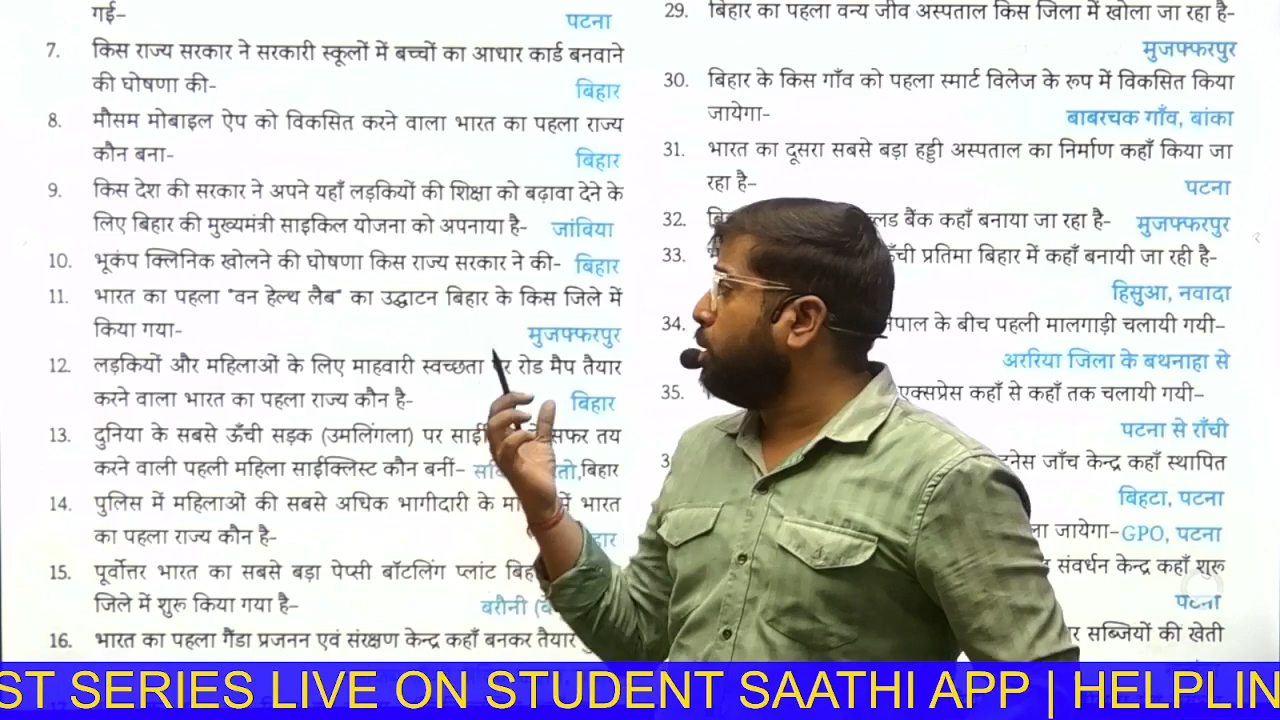 गई-
पटना
7. किस राज्य सरकार ने सरकारी स्कूलों में बच्चों का आधार कार्ड बनवाने
की घोषणा की- बिहार
8. मौसम मोबाइल ऐप को विकसित करने वाला भारत का पहला राज्य
कौन बना- बिहार
9. किस देश की सरकार ने अपने यहाँ लड़कियों की शिक्षा को बढ़ावा देने के
लिए बिहार की मुख्यमंत्री साइकिल योजना को अपनाया है- जांविया
10. भूकंप क्लिनिक खोलने की घोषणा किस राज्य सरकार ने की- बिहार
11. भारत का पहला "वन हेल्थ लैब" का उद्घाटन बिहार के किस जिले में
किया गया- मुजफ्फरपुर
12. लड़कियों और महिलाओं के लिए माहवारी स्वच्छता पर रोड मैप तैयार
करने वाला भारत का पहला राज्य कौन है- बिहार
13. दुनिया के सबसे ऊँची सड़क (उमलिंगला) पर सफर तय
करने वाली पहली महिला साईक्लिस्ट कौन बनीं- ,बिहार
14. पुलिस में महिलाओं की सबसे अधिक भागीदारी के में भारत
का पहला राज्य कौन है-
15. पूर्वोत्तर भारत का सबसे बड़ा पेप्सी बॉटलिंग प्लांट
जिले में शुरू किया गया है- बरौनी
16. भारत का पहला गैंडा प्रजनन एवं संरक्षण केन्द्र कहाँ बनकर तैयार
29. बिहार का पहला वन्य जीव अस्पताल किस जिला में खोला जा रहा है-
मुजफ्फरपुर
30. बिहार के किस गाँव को पहला स्मार्ट विलेज के रूप में विकसित किया
जायेगा- बाबरचक गाँव, बांका
31. भारत का दूसरा सबसे बड़ा हड्डी अस्पताल का निर्माण कहाँ किया जा
रहा है- पटना
32. बैंक कहाँ बनाया जा रहा है- मुजफ्फरपुर
33. प्रतिमा बिहार में कहाँ बनायी जा रही है-
हिसुआ, नवादा
34. के बीच पहली मालगाड़ी चलायी गयी-
अररिया जिला के बथनाहा से
35. एक्सप्रेस कहाँ से कहाँ तक चलायी गयी-
पटना से राँची
जाँच केन्द्र कहाँ स्थापित
बिहटा, पटना
जायेगा- GPO, पटना
संवर्धन केन्द्र कहाँ शुरू
पटना
सब्जियों की खेती
ST SERIES LIVE ON STUDENT SAATHI APP | HELPLIN